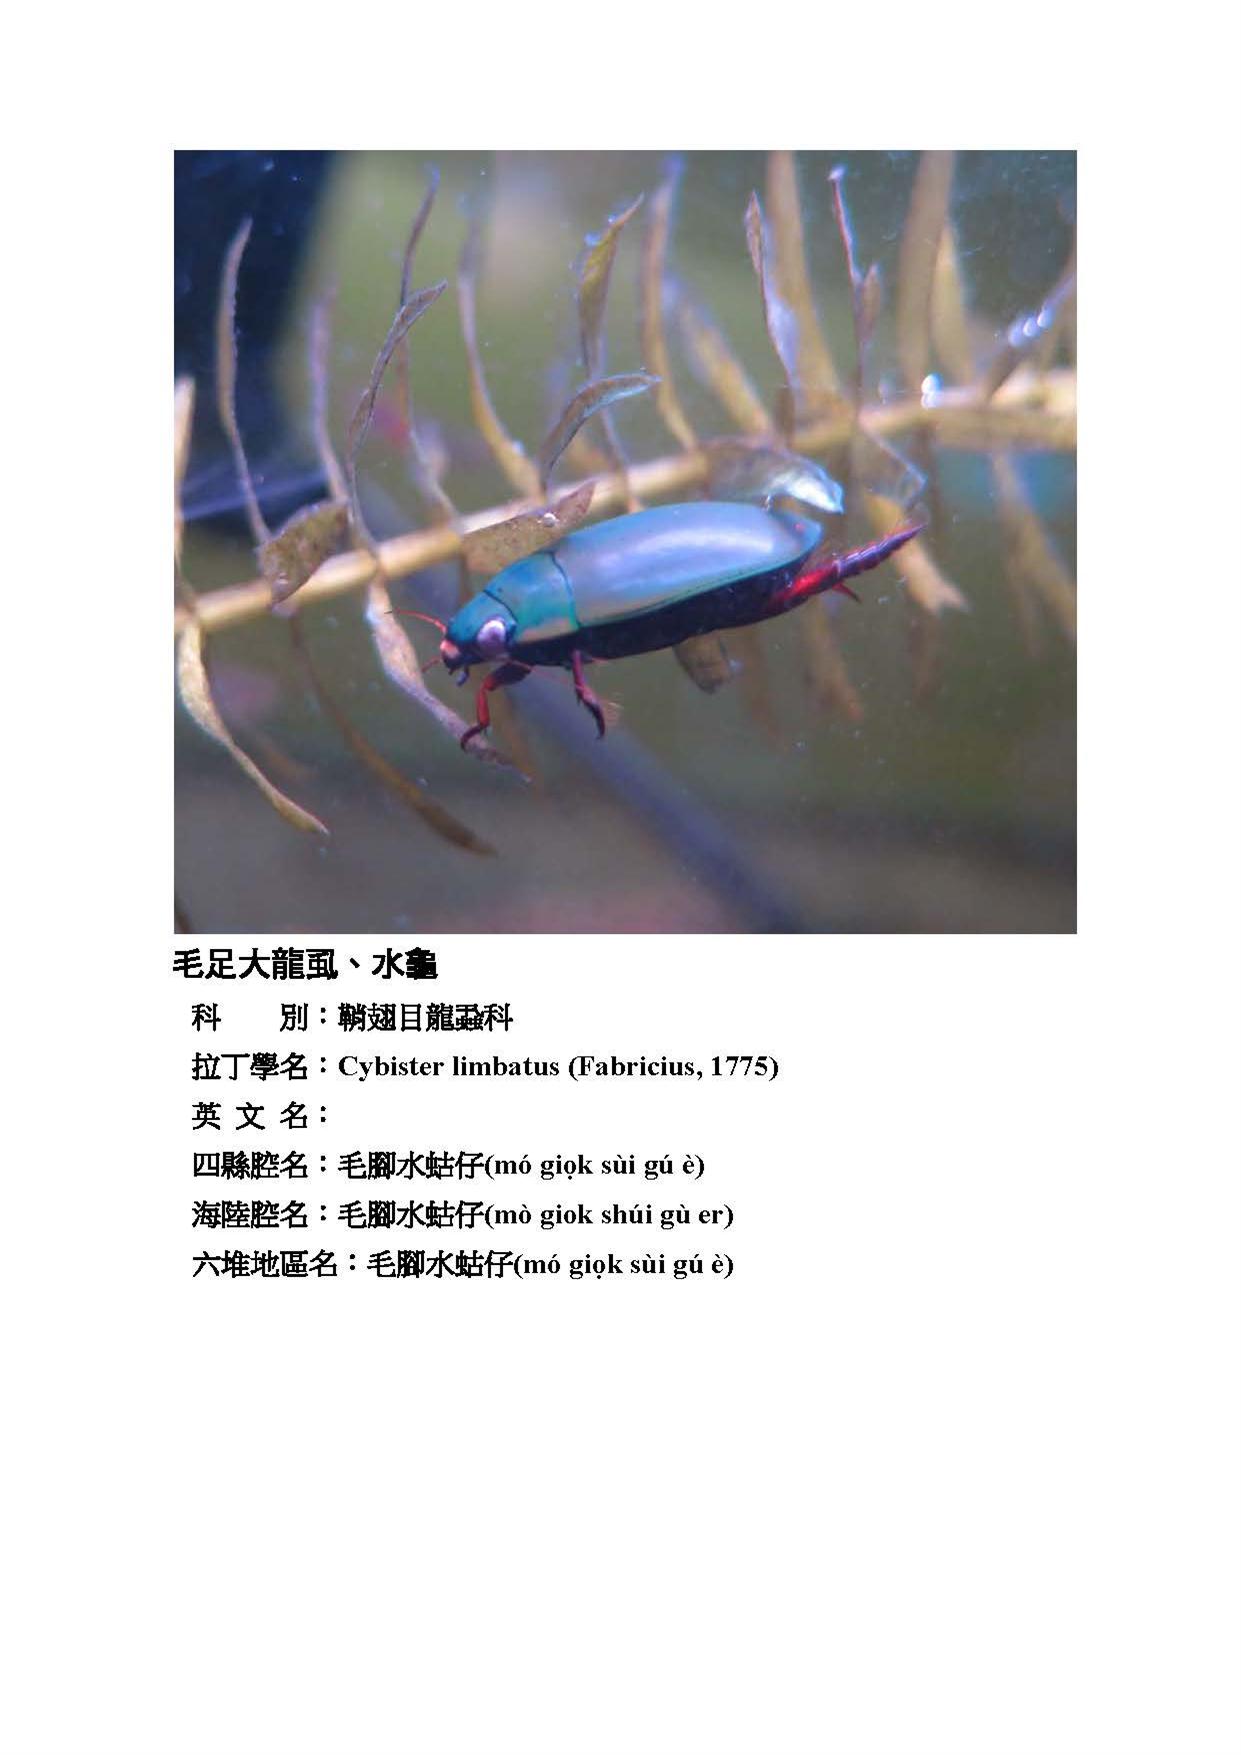 毛足大龍虱、水龜
科　　別：鞘翅目龍蝨科
拉丁學名：Cybister limbatus (Fabricius, 1775)
英 文 名：
四縣腔名：毛腳水蛄仔(mó giọk sùi gú è)
海陸腔名：毛腳水蛄仔(mò giok shúi gù er)
六堆地區名：毛腳水蛄仔(mó giọk sùi gú è)